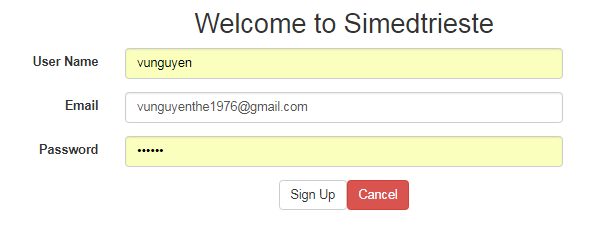 Welcome to Simedtrieste
User Name vunguyen
Email vunguyenthe1976@gmail.com
Password ••••••
Sign Up Cancel